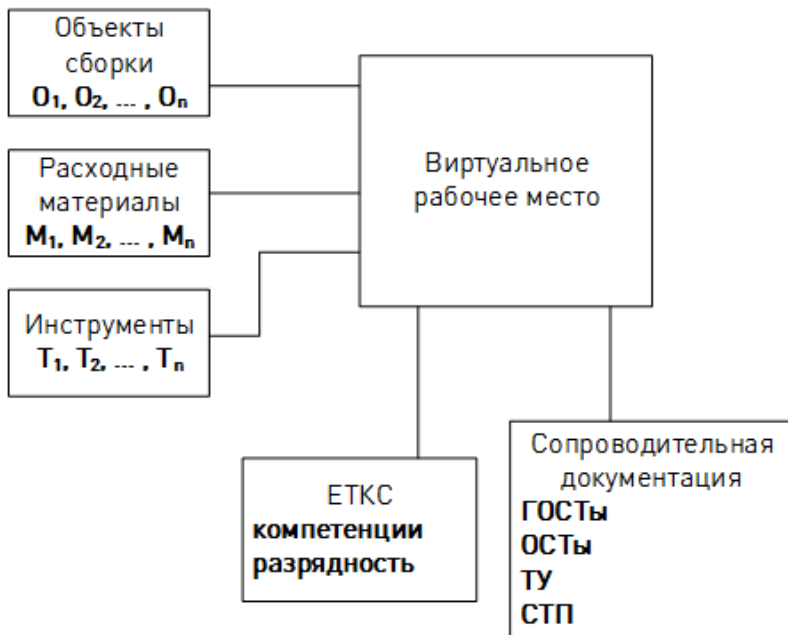 Объекты
сборки
O₁, O₂, ... , Oₙ
Расходные
материалы
M₁, M₂, ... , Mₙ
Инструменты
T₁, T₂, ... , Tₙ
Виртуальное
рабочее место
ЕТКС
компетенции
разрядность
Сопроводительная
документация
ГОСТы
ОСТы
ТУ
СТП